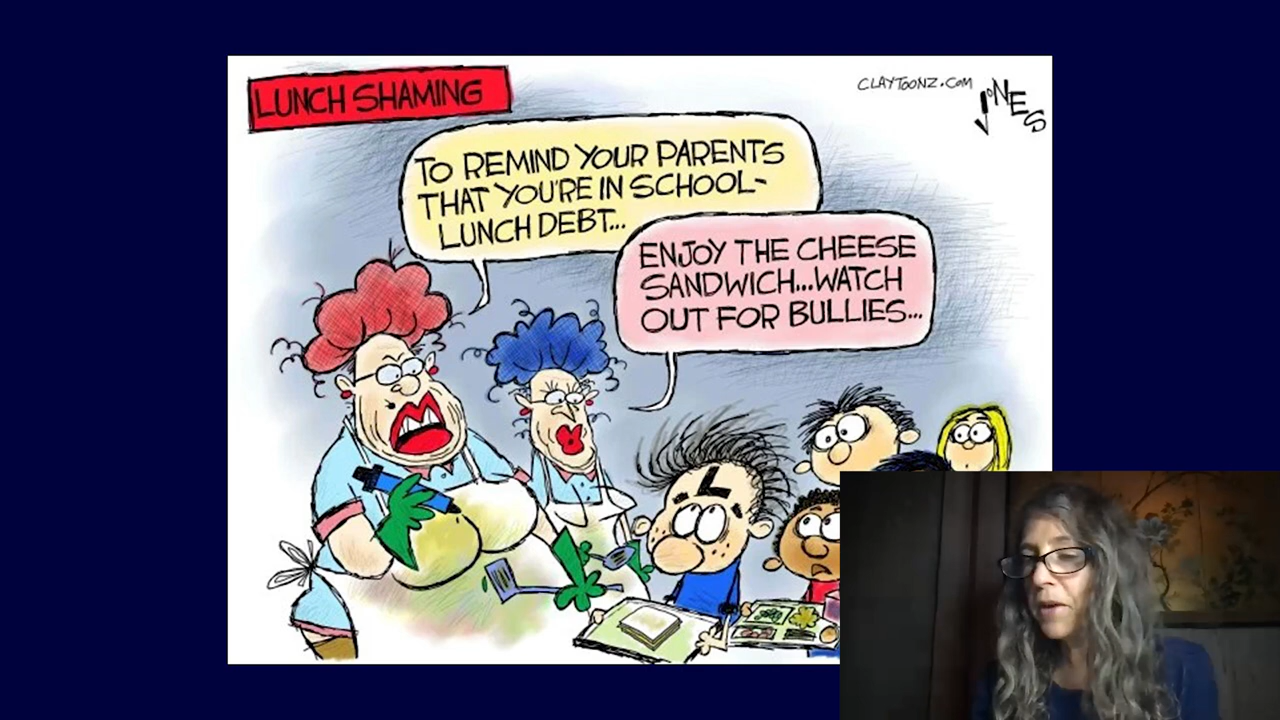 LUNCH SHAMING
CLAYTOONZ.COM
JONES
TO REMIND YOUR PARENTS
THAT YOU'RE IN SCHOOL-
LUNCH DEBT...
ENJOY THE CHEESE
SANDWICH...WATCH
OUT FOR BULLIES...
L